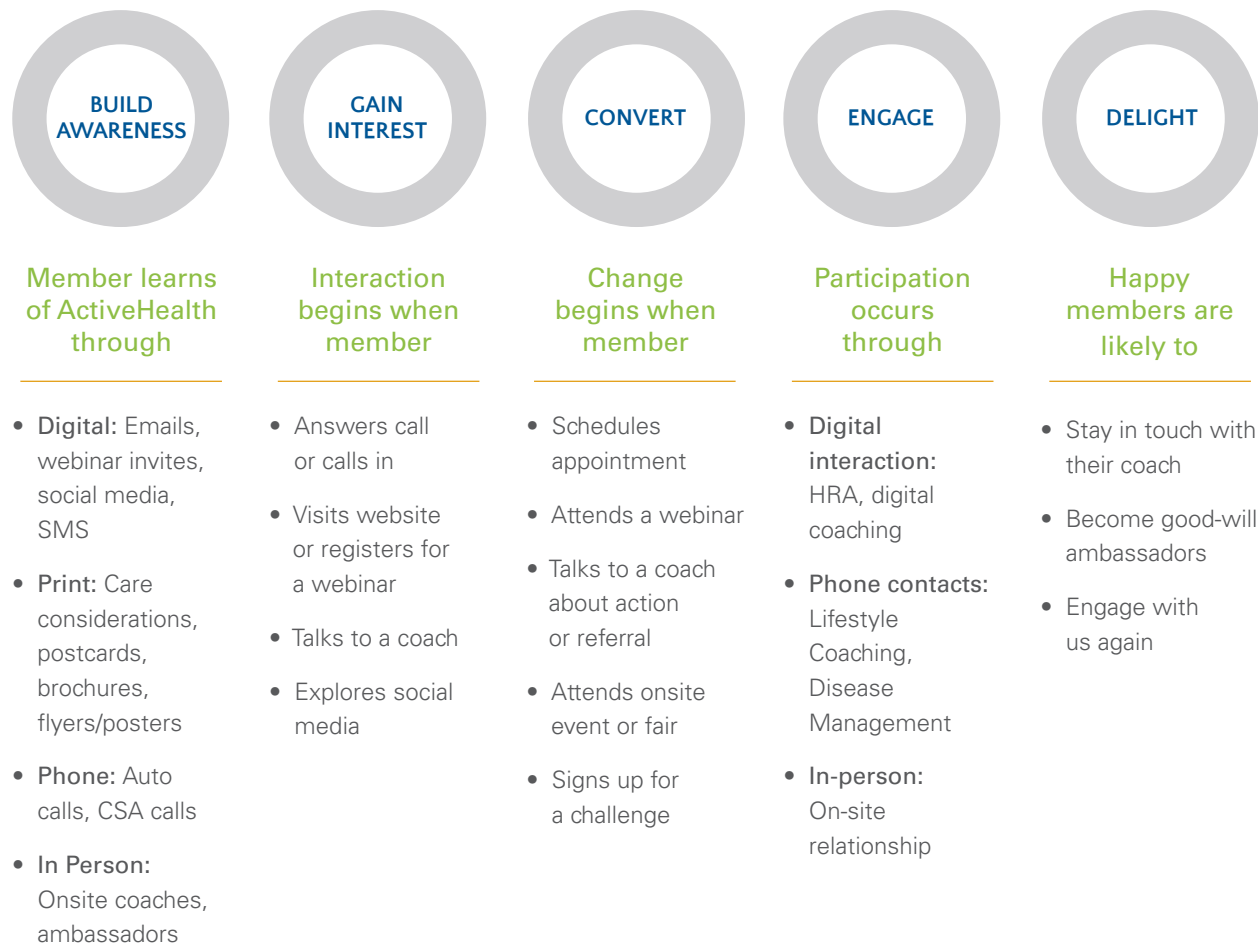 BUILD
AWARENESS
Member learns
of ActiveHealth
through
• Digital: Emails,
webinar invites,
social media,
SMS
• Print: Care
considerations,
postcards,
brochures,
flyers/posters
• Phone: Auto
calls, CSA calls
• In Person:
Onsite coaches,
ambassadors
GAIN
INTEREST
Interaction
begins when
member
• Answers call
or calls in
• Visits website
or registers for
a webinar
• Talks to a coach
• Explores social
media
CONVERT
Change
begins when
member
• Schedules
appointment
• Attends a webinar
• Talks to a coach
about action
or referral
• Attends onsite
event or fair
• Signs up for
a challenge
ENGAGE
Participation
occurs
through
• Digital
interaction:
HRA, digital
coaching
• Phone contacts:
Lifestyle
Coaching,
Disease
Management
• In-person:
On-site
relationship
DELIGHT
Happy
members are
likely to
• Stay in touch with
their coach
• Become good-will
ambassadors
• Engage with
us again